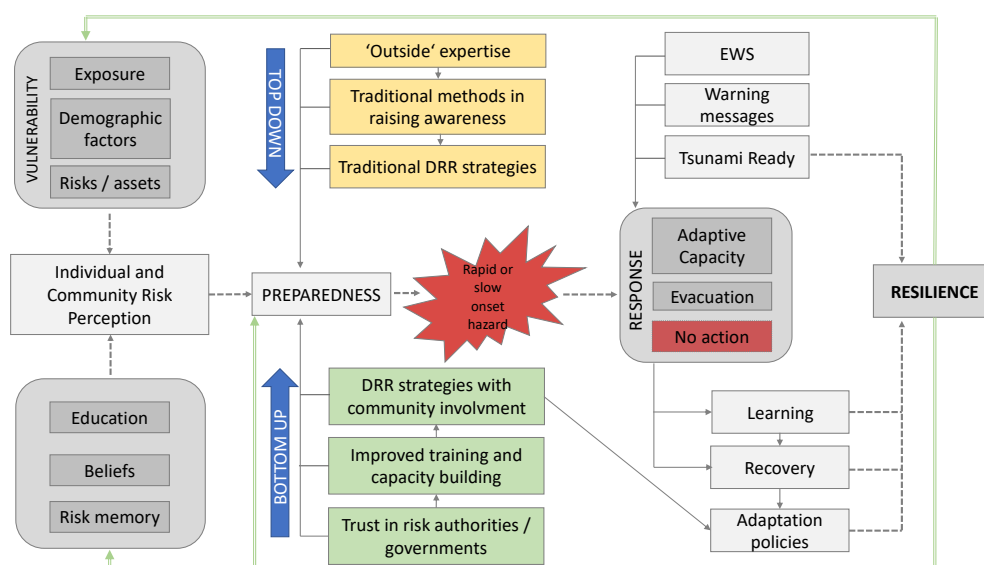 VULNERABILITY
Exposure
Demographic
factors
Risks / assets
Individual and
Community Risk
Perception
Education
Beliefs
Risk memory
TOP DOWN
‘Outside‘ expertise
Traditional methods in
raising awareness
Traditional DRR strategies
PREPAREDNESS
Rapid or
slow
onset
hazard
BOTTOM UP
DRR strategies with
community involvment
Improved training and
capacity building
Trust in risk authorities /
governments
EWS
Warning
messages
Tsunami Ready
RESPONSE
Adaptive
Capacity
Evacuation
No action
Learning
Recovery
Adaptation
policies
RESILIENCE